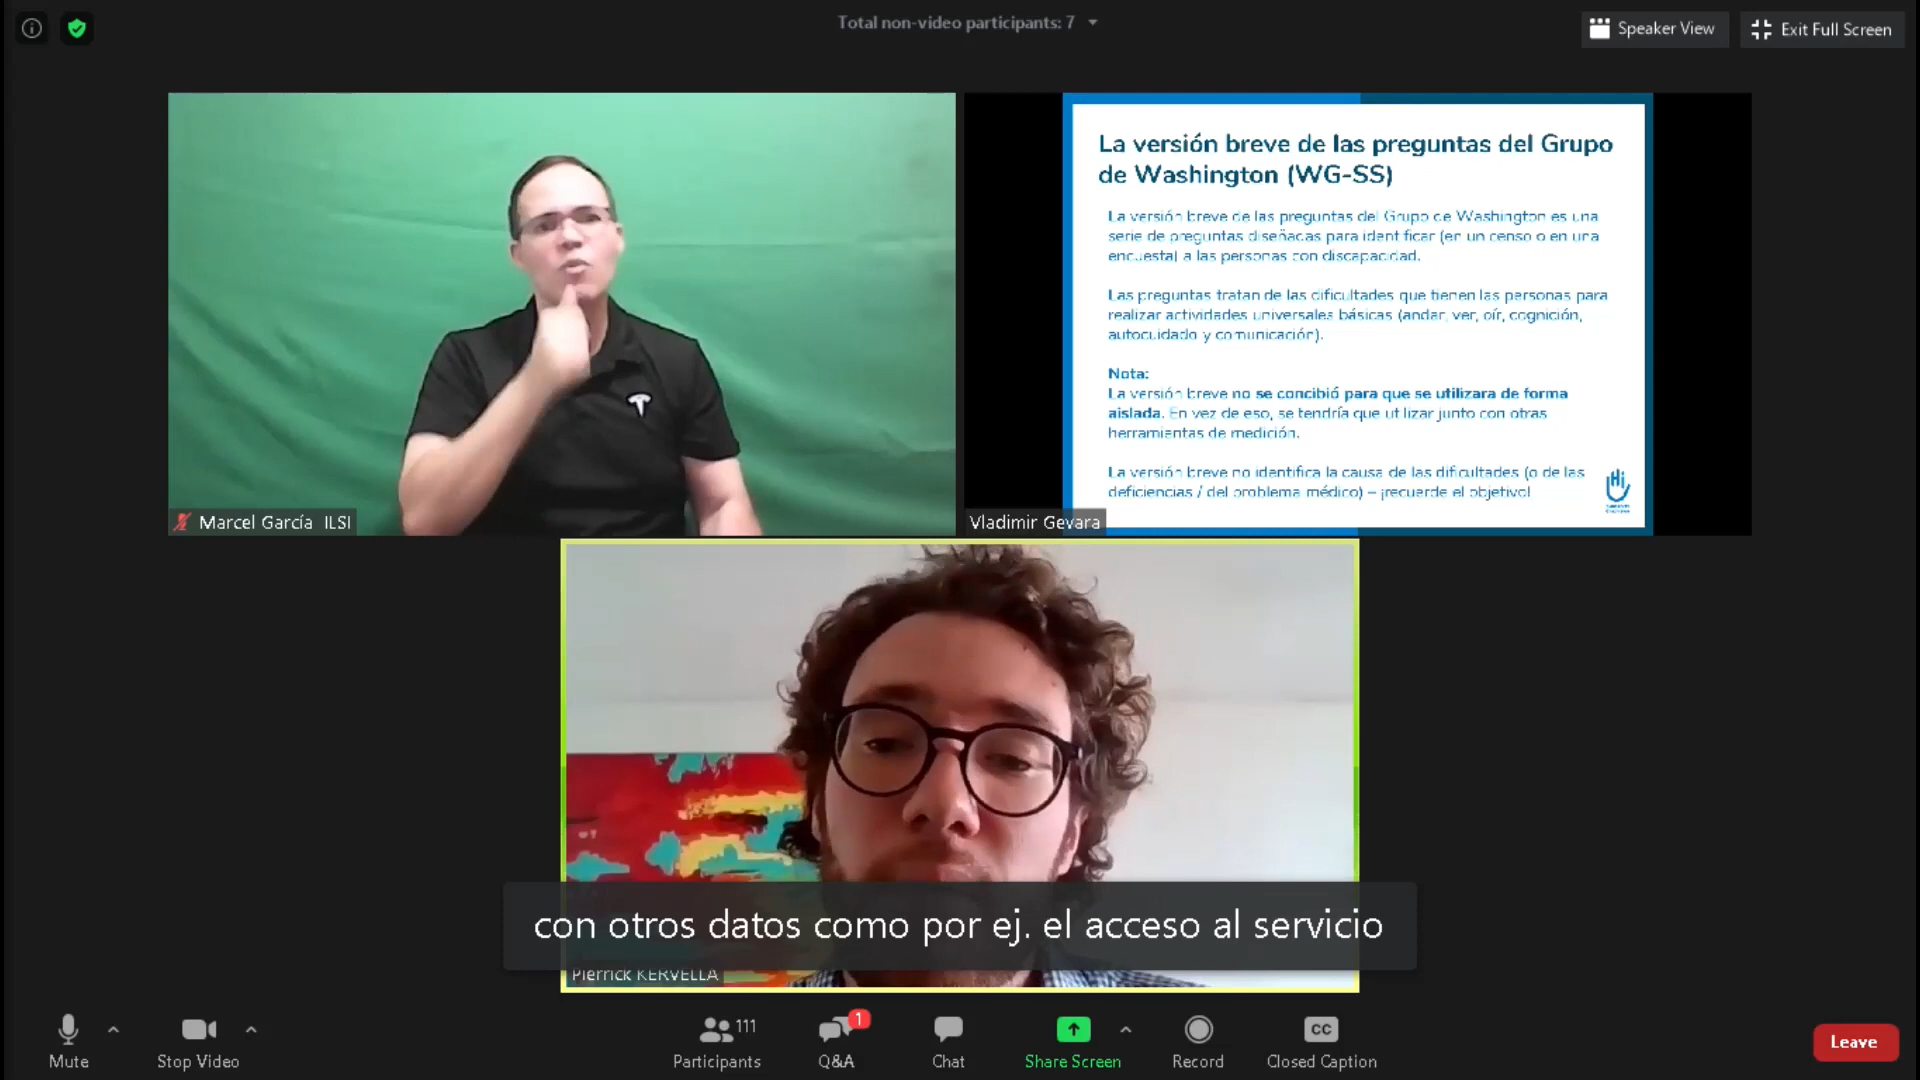 Total non-video participants: 7
Speaker View
Exit Full Screen
Marcel García ILSI
La versión breve de las preguntas del Grupo
de Washington (WG-SS)
La versión breve de las preguntas del Grupo de Washington es una
serie de preguntas diseñadas para identificar (en un censo o en una
encuesta) a las personas con discapacidad.
Las preguntas tratan de las dificultades que tienen las personas para
realizar actividades universales básicas (andar, ver, oír, cognición,
autocuidado y comunicación).
Nota:
La versión breve no se concibió para que se utilizara de forma
aislada. En vez de eso, se tendría que utilizar junto con otras
herramientas de medición.
La versión breve no identifica la causa de las dificultades (o de las
deficiencias / del problema médico) – ¡recuerde el objetivo!
Hi
Vladimir Gevara
con otros datos como por ej. el acceso al servicio
Pierrick KERVELLA
Mute
Stop Video
111
Participants
1
Q&A
Chat
Share Screen
Record
CC
Closed Caption
Leave